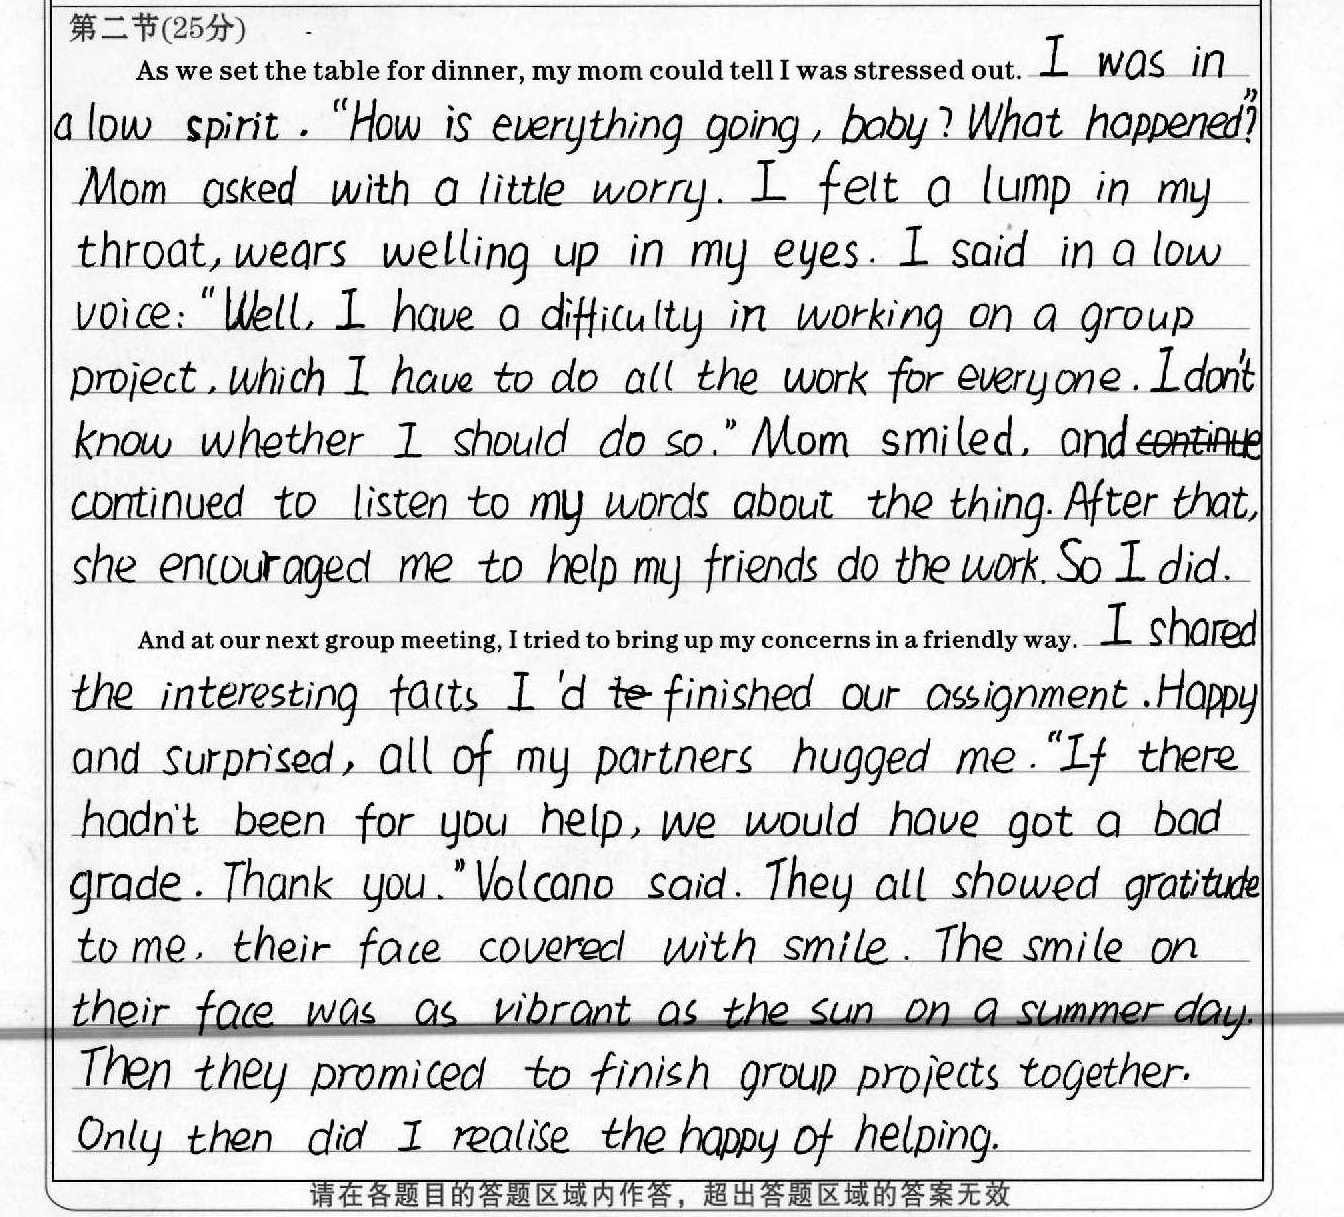 第二节(25分)
As we set the table for dinner, my mom could tell I was stressed out. I was in
a low spirit. "How is everything going, baby? What happened?"
Mom asked with a little worry. I felt a lump in my
throat, wears welling up in my eyes. I said in a low
voice: "Well, I have a difficulty in working on a group
project, which I have to do all the work for everyone. I don't
know whether I should do so." Mom smiled, and continue
continued to listen to my words about the thing. After that,
she encouraged me to help my friends do the work. So I did.
And at our next group meeting, I tried to bring up my concerns in a friendly way. I shared
the interesting facts I'd te finished our assignment. Happy
and surprised, all of my partners hugged me. "If there
hadn't been for you help, we would have got a bad
grade. Thank you." Volcano said. They all showed gratitude
to me, their face covered with smile. The smile on
their face was as vibrant as the sun on a summer day.
Then they promiced to finish group projects together.
Only then did I realise the happy of helping.
请在各题目的答题区域内作答，超出答题区域的答案无效